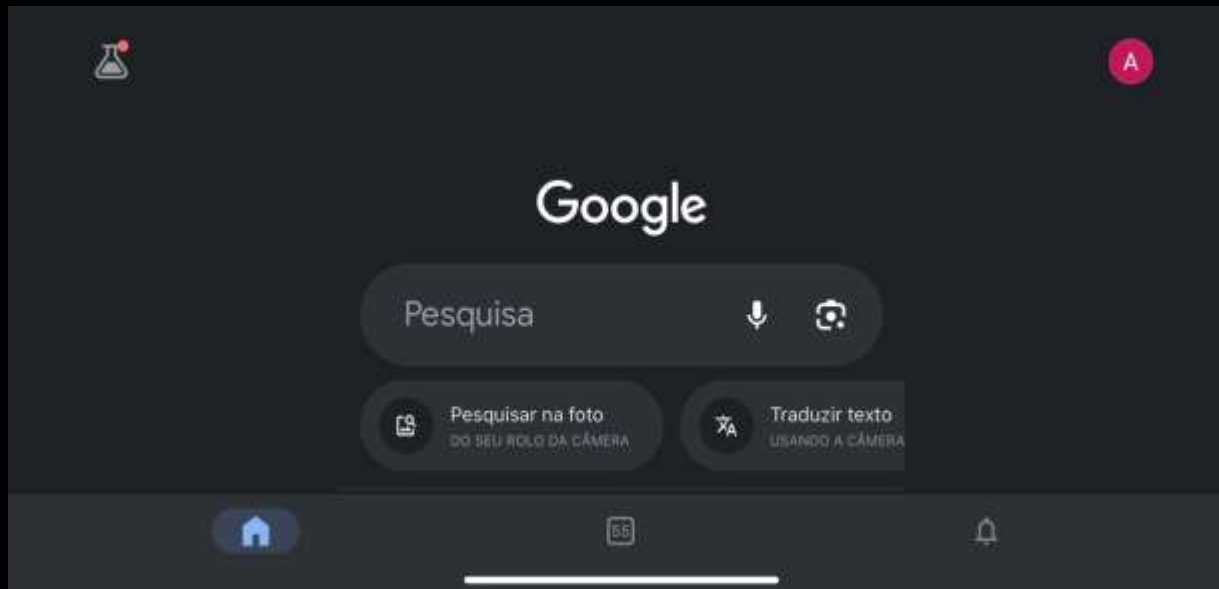 A
Google
Pesquisa
Pesquisar na foto
DO SEU ROLO DA CÂMERA
Traduzir texto
USANDO A CÂMERA
55